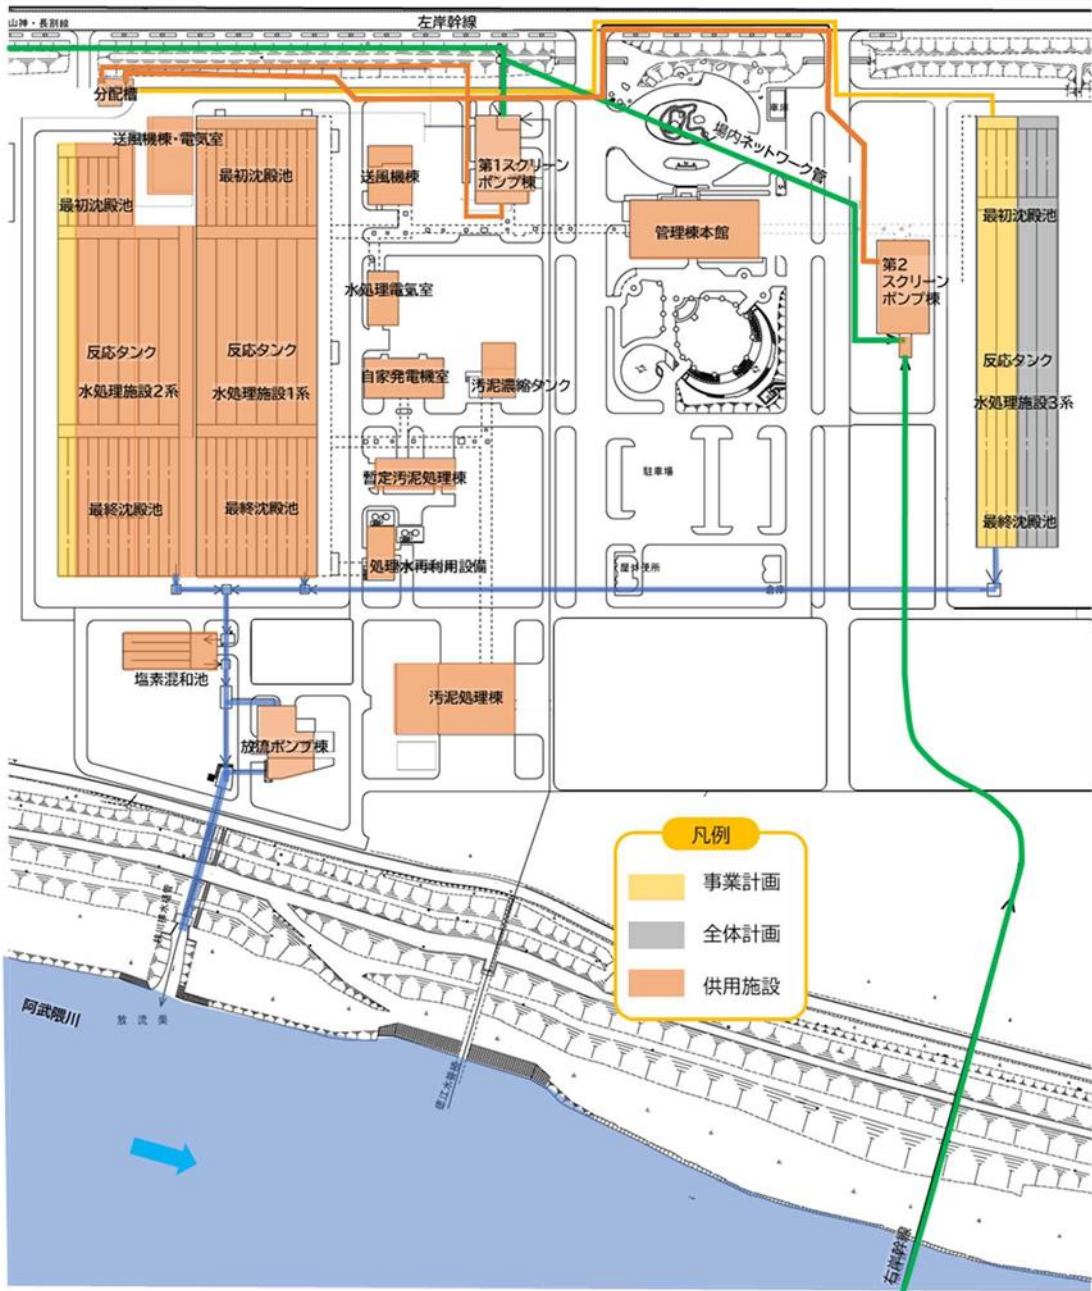 山神・長割線
左岸幹線
分配槽
車庫
送風機棟・電気室
最初沈殿池
送風機棟
第1スクリーン
ポンプ棟
場内ネットワーク管
最初沈殿池
最初沈殿池
管理棟本館
第2
スクリーン
ポンプ棟
水処理電気室
反応タンク
反応タンク
反応タンク
自家発電機室
汚泥濃縮タンク
水処理施設2系
水処理施設1系
水処理施設3系
駐車場
暫定汚泥処理棟
最終沈殿池
最終沈殿池
最終沈殿池
処理水再利用設備
屋外便所
倉庫
塩素混和池
汚泥処理棟
放流ポンプ棟
凡例
事業計画
全体計画
供用施設
阿武隈川
放流渠
右岸幹線